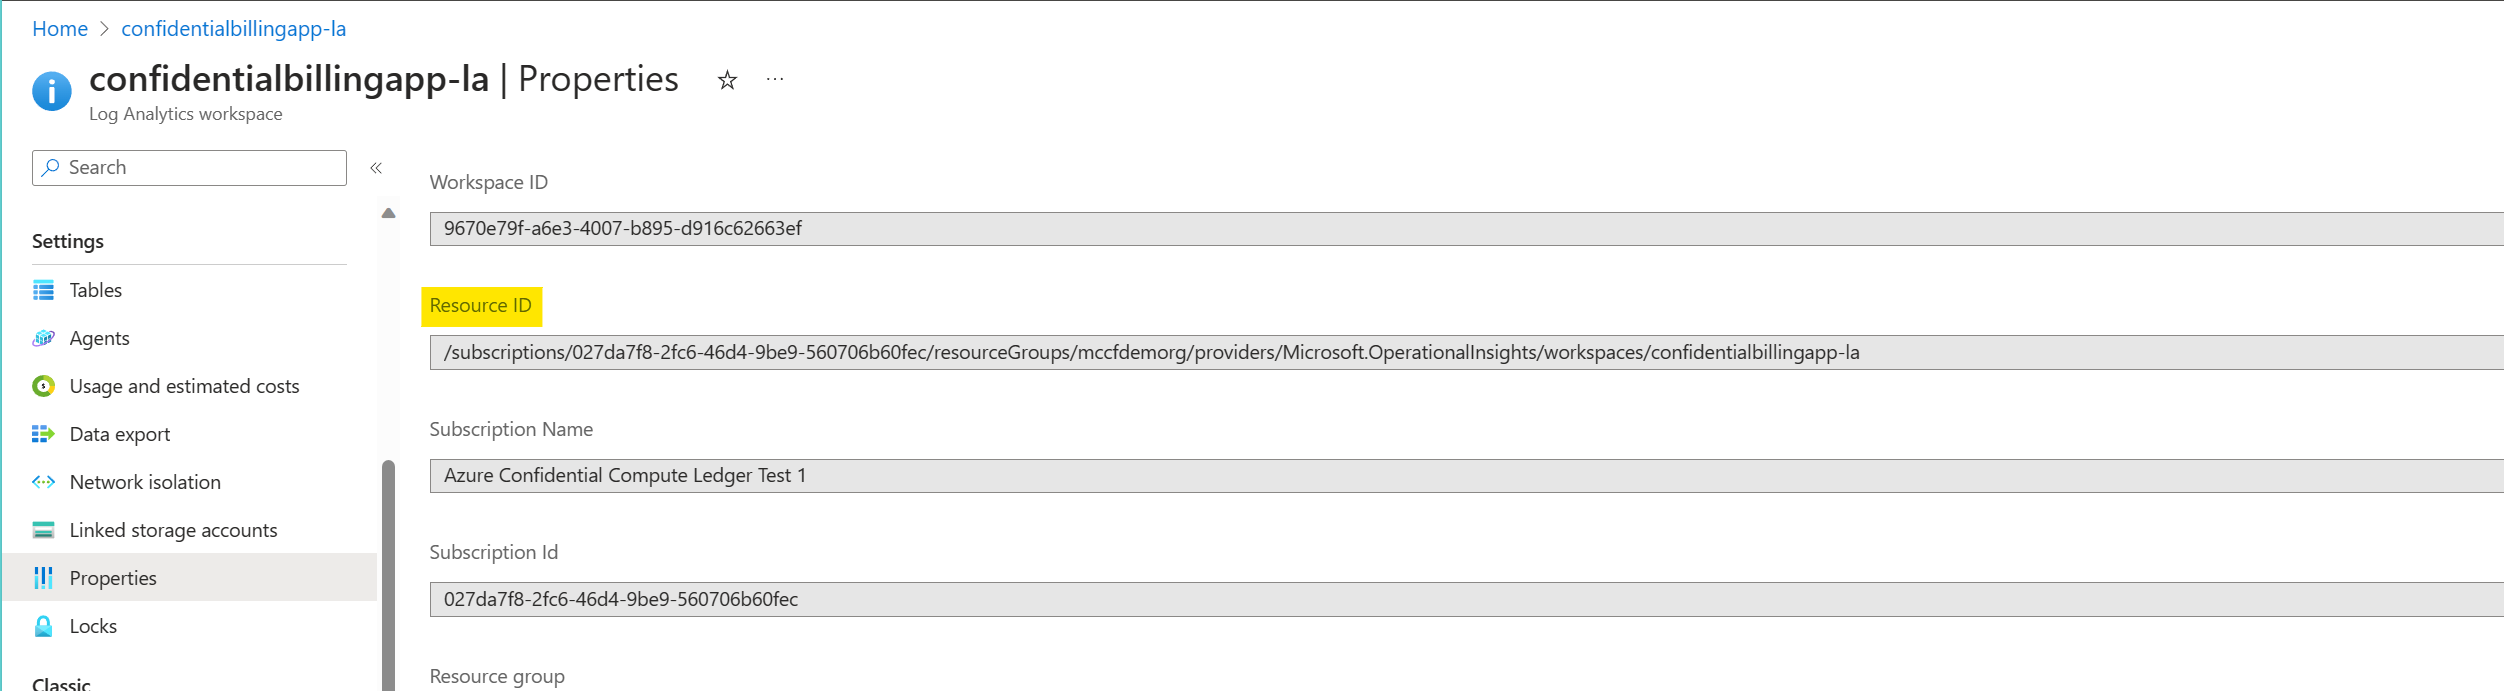 Home > confidentialbillingapp-la
confidentialbillingapp-la | Properties
Log Analytics workspace
Search
Settings
Tables
Agents
Usage and estimated costs
Data export
Network isolation
Linked storage accounts
Properties
Locks
Classic
Workspace ID
9670e79f-a6e3-4007-b895-d916c62663ef
Resource ID
/subscriptions/027da7f8-2fc6-46d4-9be9-560706b60fec/resourceGroups/mccfdemorg/providers/Microsoft.OperationalInsights/workspaces/confidentialbillingapp-la
Subscription Name
Azure Confidential Compute Ledger Test 1
Subscription Id
027da7f8-2fc6-46d4-9be9-560706b60fec
Resource group